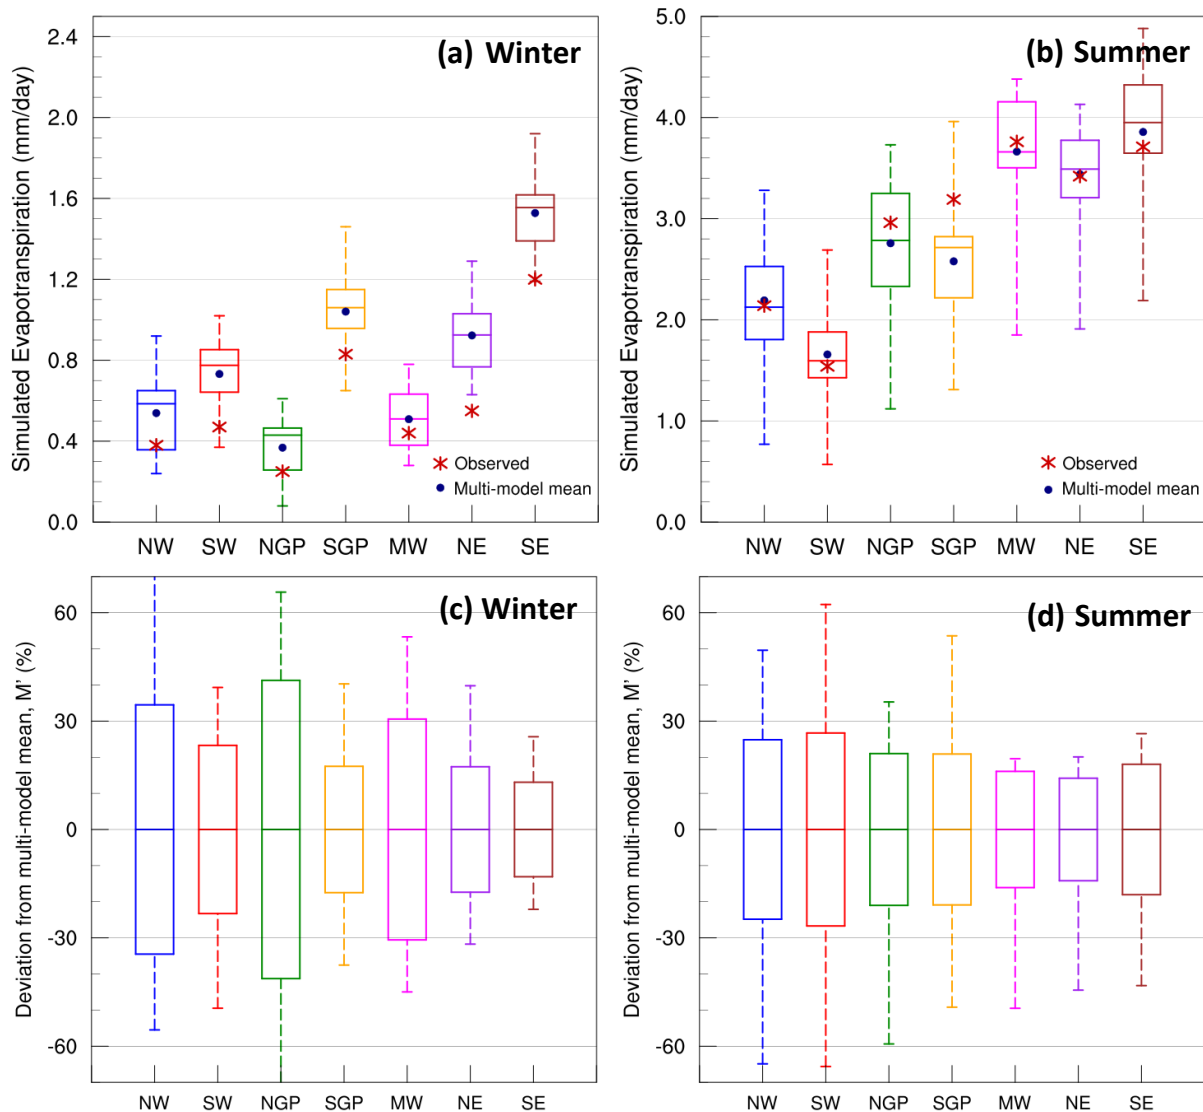 (a) Winter
Simulated Evapotranspiration (mm/day)
2.4
2.0
1.6
1.2
0.8
0.4
0.0
Observed
Multi-model mean
NW SW NGP SGP MW NE SE
(b) Summer
Simulated Evapotranspiration (mm/day)
5.0
4.0
3.0
2.0
1.0
0.0
Observed
Multi-model mean
NW SW NGP SGP MW NE SE
(c) Winter
Deviation from multi-model mean, M' (%)
60
30
0
-30
-60
NW SW NGP SGP MW NE SE
(d) Summer
Deviation from multi-model mean, M' (%)
60
30
0
-30
-60
NW SW NGP SGP MW NE SE